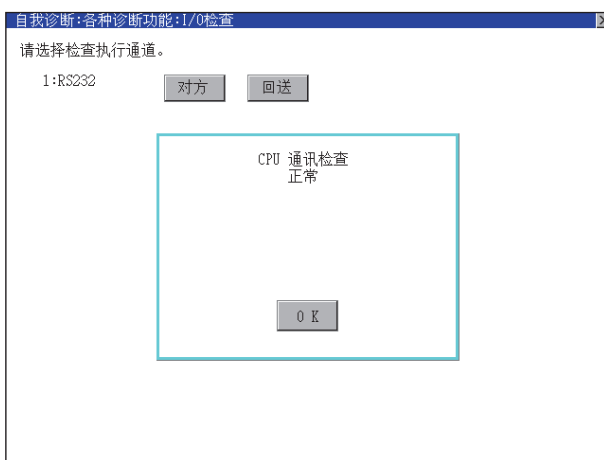 自我诊断:各种诊断功能:I/O检查
请选择检查执行通道。
1:RS232 对方 回送
CPU 通讯检查
正常
O K